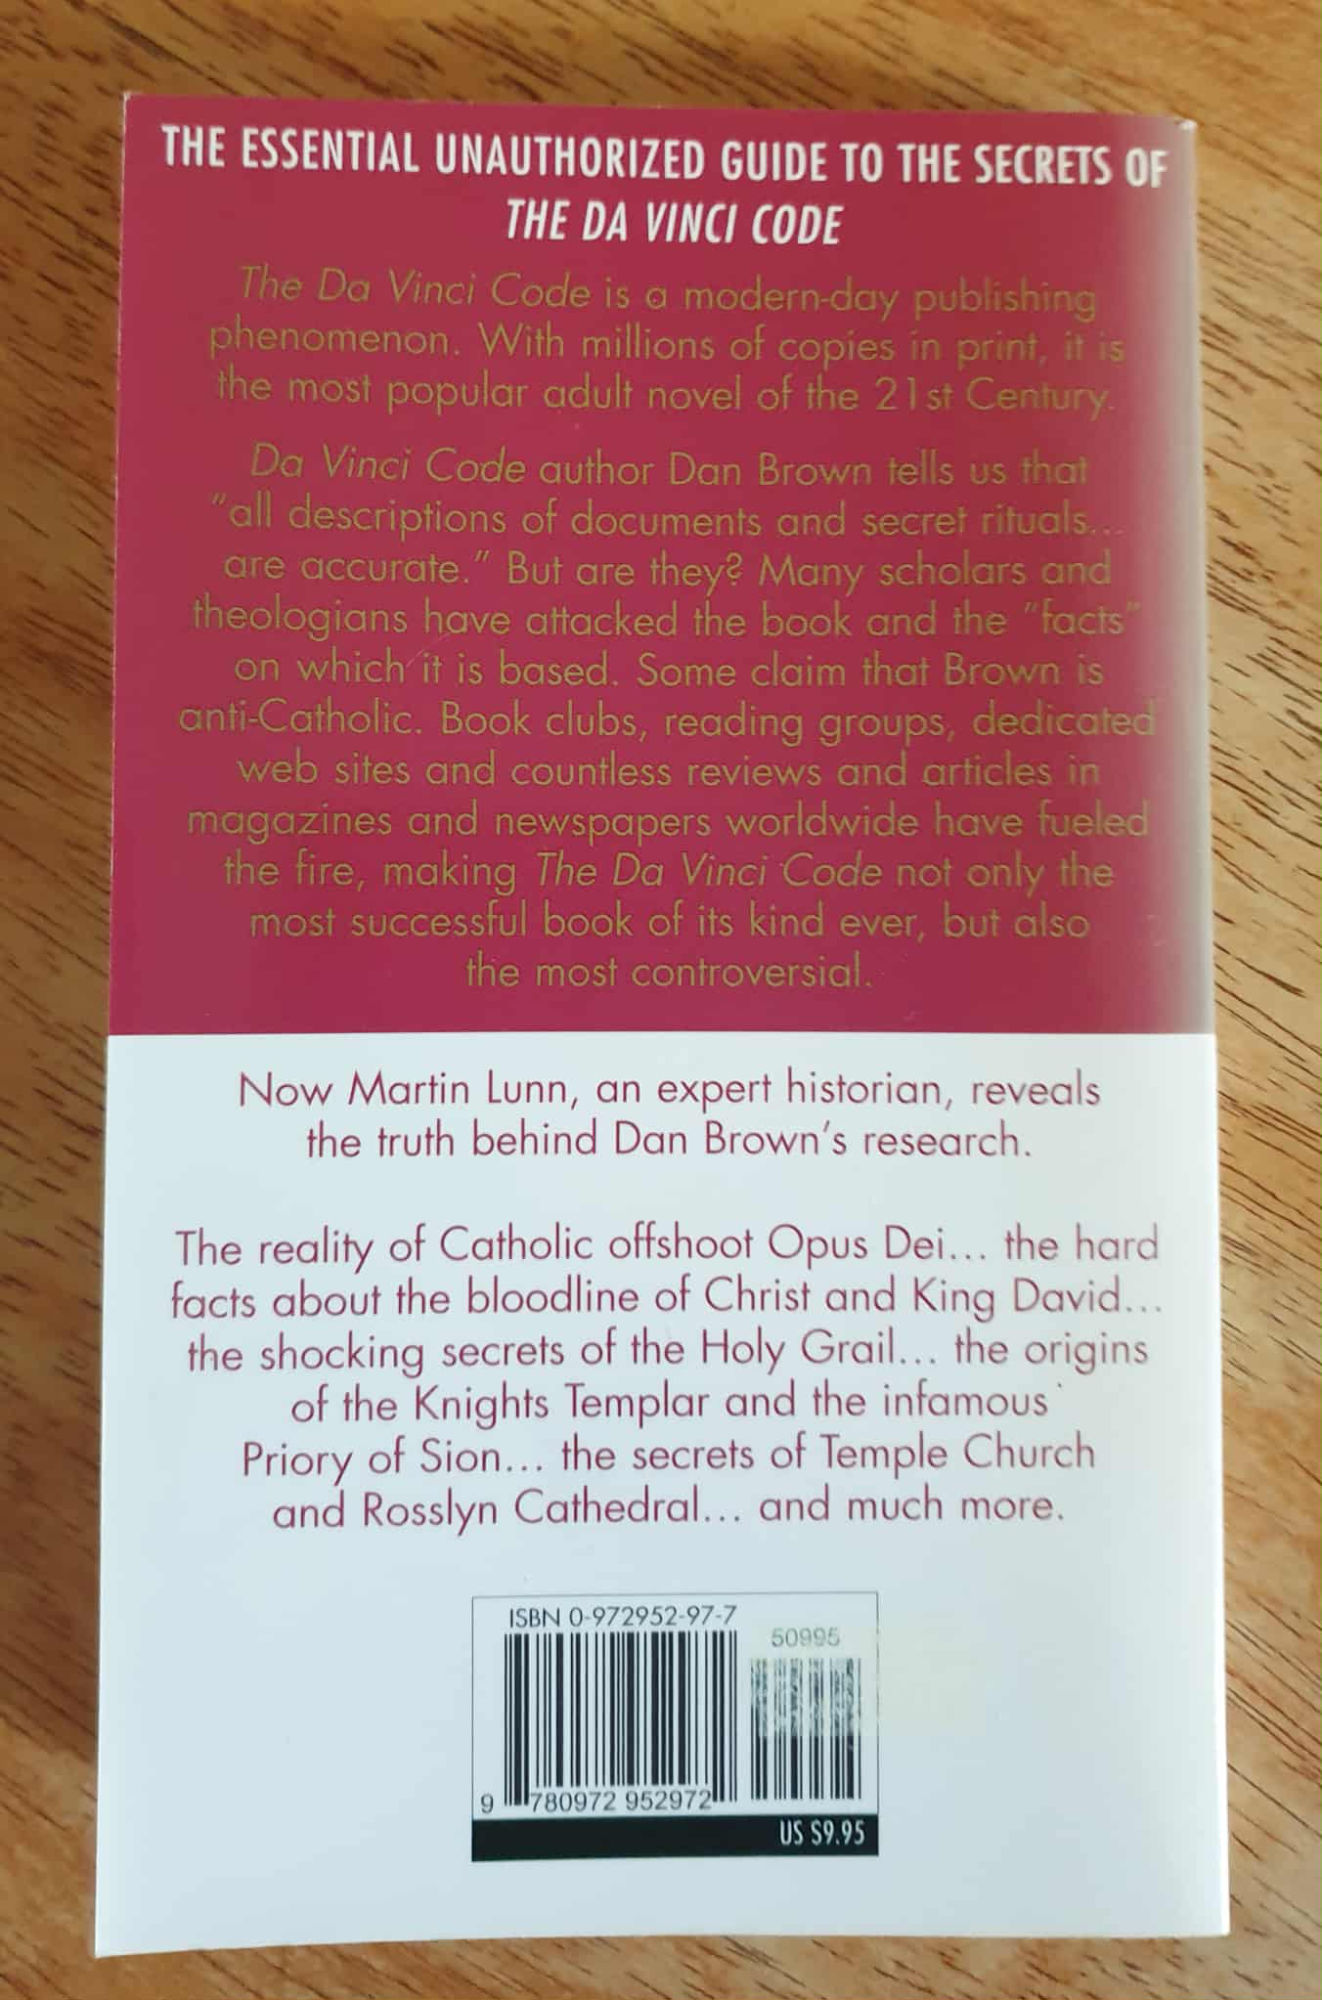 THE ESSENTIAL UNAUTHORIZED GUIDE TO THE SECRETS OF
THE DA VINCI CODE
The Da Vinci Code is a modern-day publishing
phenomenon. With millions of copies in print, it is
the most popular adult novel of the 21st Century.
Da Vinci Code author Dan Brown tells us that
"all descriptions of documents and secret rituals...
are accurate." But are they? Many scholars and
theologians have attacked the book and the "facts"
on which it is based. Some claim that Brown is
anti-Catholic. Book clubs, reading groups, dedicated
web sites and countless reviews and articles in
magazines and newspapers worldwide have fueled
the fire, making The Da Vinci Code not only the
most successful book of its kind ever, but also
the most controversial.
Now Martin Lunn, an expert historian, reveals
the truth behind Dan Brown's research.
The reality of Catholic offshoot Opus Dei... the hard
facts about the bloodline of Christ and King David...
the shocking secrets of the Holy Grail... the origins
of the Knights Templar and the infamous
Priory of Sion... the secrets of Temple Church
and Rosslyn Cathedral... and much more.
ISBN 0-972952-97-7
50995
9 780972 952972
US $9.95